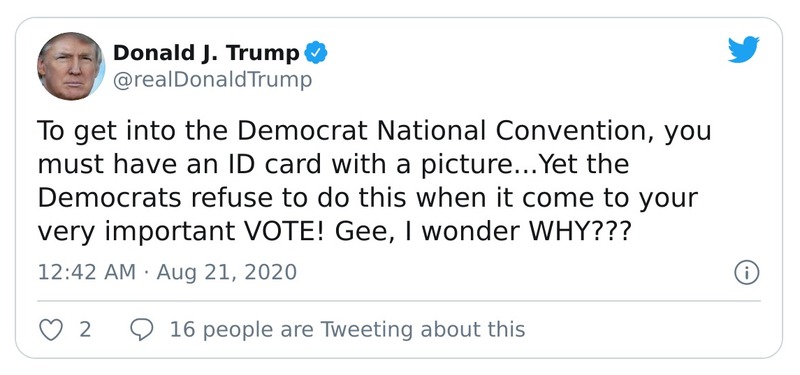 Donald J. Trump
@realDonaldTrump
To get into the Democrat National Convention, you
must have an ID card with a picture...Yet the
Democrats refuse to do this when it come to your
very important VOTE! Gee, I wonder WHY???
12:42 AM · Aug 21, 2020
2 16 people are Tweeting about this